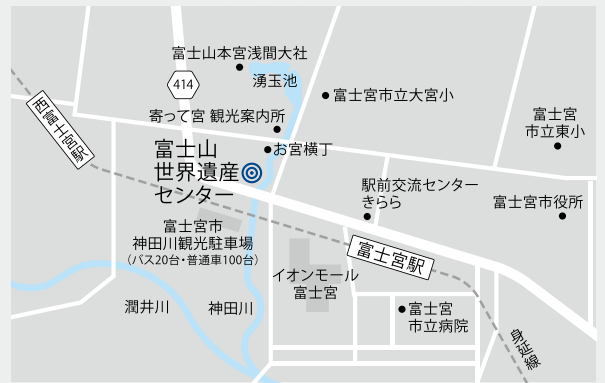 富士山本宮浅間大社
湧玉池
414
富士宮市立大宮小
寄って宮 観光案内所
富士宮
市立東小
西富士宮駅
お宮横丁
富士山
世界遺産
センター
駅前交流センター
きらら
富士宮市役所
富士宮市
神田川観光駐車場
(バス20台・普通車100台)
富士宮駅
イオンモール
富士宮
潤井川
神田川
富士宮
市立病院
身延線